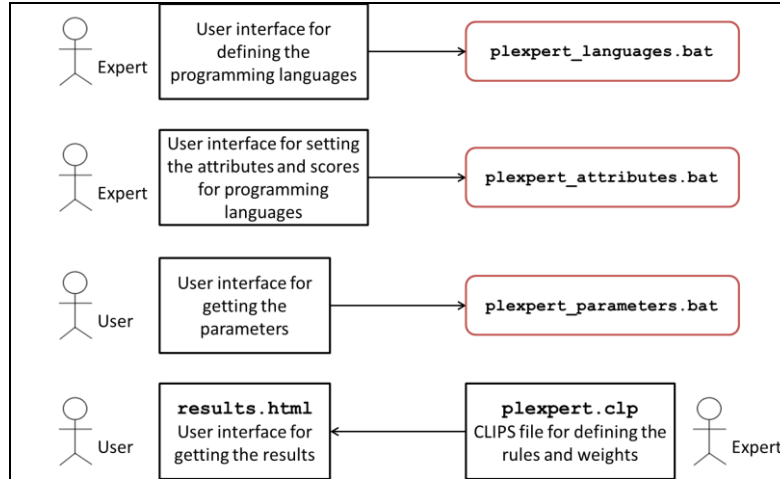 User interface for
defining the
programming languages
plexpert_languages.bat
Expert
User interface for setting
the attributes and scores
for programming
languages
plexpert_attributes.bat
Expert
User interface for
getting the
parameters
plexpert_parameters.bat
User
results.html
User interface for
getting the results
User
plexpert.clp
CLIPS file for defining the
rules and weights
Expert